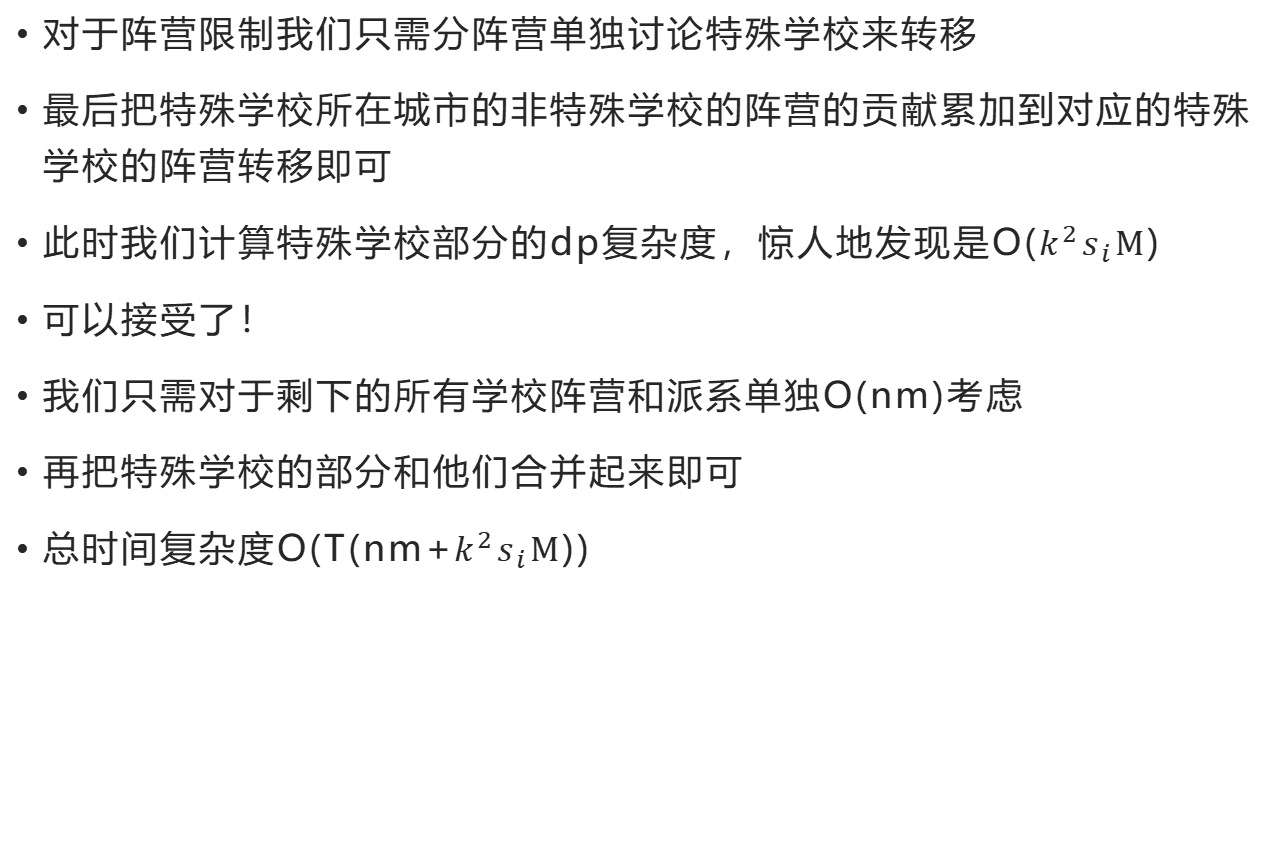 • 对于阵营限制我们只需分阵营单独讨论特殊学校来转移
• 最后把特殊学校所在城市的非特殊学校的阵营的贡献累加到对应的特殊
学校的阵营转移即可
• 此时我们计算特殊学校部分的dp复杂度，惊人地发现是O(k²sᵢM)
• 可以接受了！
• 我们只需对于剩下的所有学校阵营和派系单独O(nm)考虑
• 再把特殊学校的部分和他们合并起来即可
• 总时间复杂度O(T(nm+k²sᵢM))